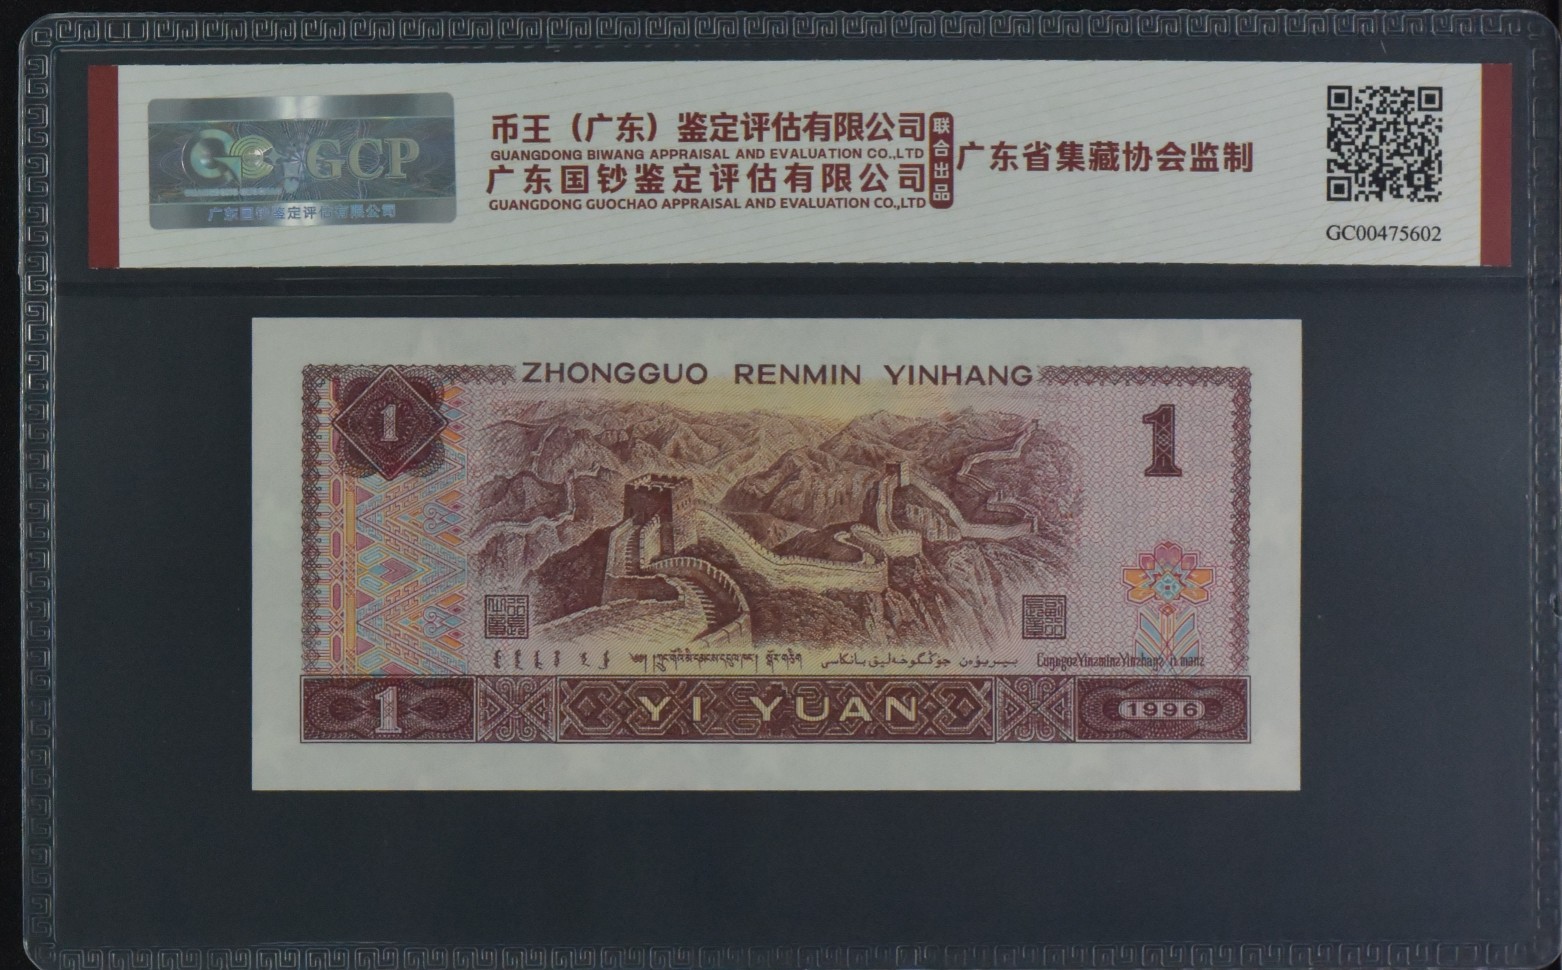 GCP
广东国钞鉴定评估有限公司
币王（广东）鉴定评估有限公司
GUANGDONG BIWANG APPRAISAL AND EVALUATION CO.,LTD
广东国钞鉴定评估有限公司
GUANGDONG GUOCHAO APPRAISAL AND EVALUATION CO.,LTD
联合出品
广东省集藏协会监制
GC00475602
ZHONGGUO RENMIN YINHANG
1
1
1
YI YUAN
1996